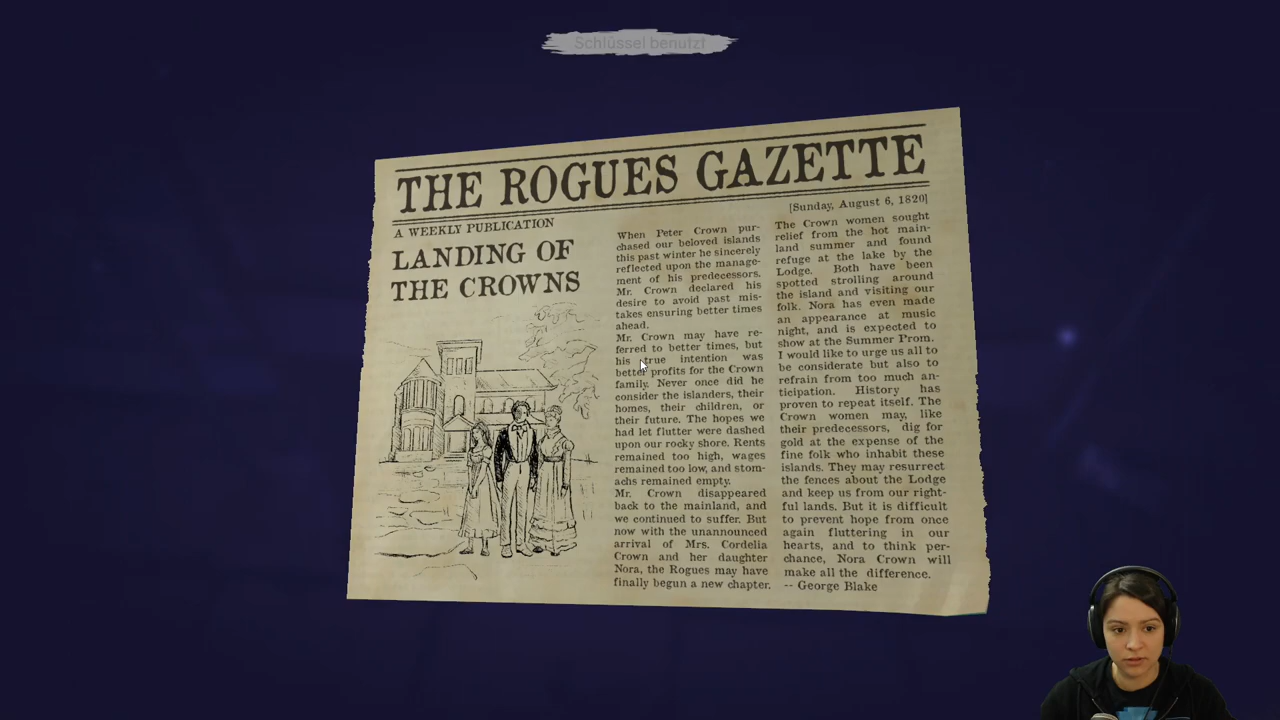 Schlüssel benutzt
THE ROGUES GAZETTE
[Sunday, August 6, 1820]
A WEEKLY PUBLICATION
LANDING OF
THE CROWNS
When Peter Crown pur-
chased our beloved islands
this past winter he sincerely
reflected upon the manage-
ment of his predecessors.
Mr. Crown declared his
desire to avoid past mis-
takes ensuring better times
ahead.
Mr. Crown may have re-
ferred to better times, but
his true intention was
better profits for the Crown
family. Never once did he
consider the islanders, their
homes, their children, or
their future. The hopes we
had let flutter were dashed
upon our rocky shore. Rents
remained too high, wages
remained too low, and stom-
achs remained empty.
Mr. Crown disappeared
back to the mainland, and
we continued to suffer. But
now with the unannounced
arrival of Mrs. Cordelia
Crown and her daughter
Nora, the Rogues may have
finally begun a new chapter.
The Crown women sought
relief from the hot main-
land summer and found
refuge at the lake by the
Lodge. Both have been
spotted strolling around
the island and visiting our
folk. Nora has even made
an appearance at music
night, and is expected to
show at the Summer Prom.
I would like to urge us all to
be considerate but also to
refrain from too much an-
ticipation. History has
proven to repeat itself. The
Crown women may, like
their predecessors, dig for
gold at the expense of the
fine folk who inhabit these
islands. They may resurrect
the fences about the Lodge
and keep us from our right-
ful lands. But it is difficult
to prevent hope from once
again fluttering in our
hearts, and to think per-
chance, Nora Crown will
make all the difference.
-- George Blake